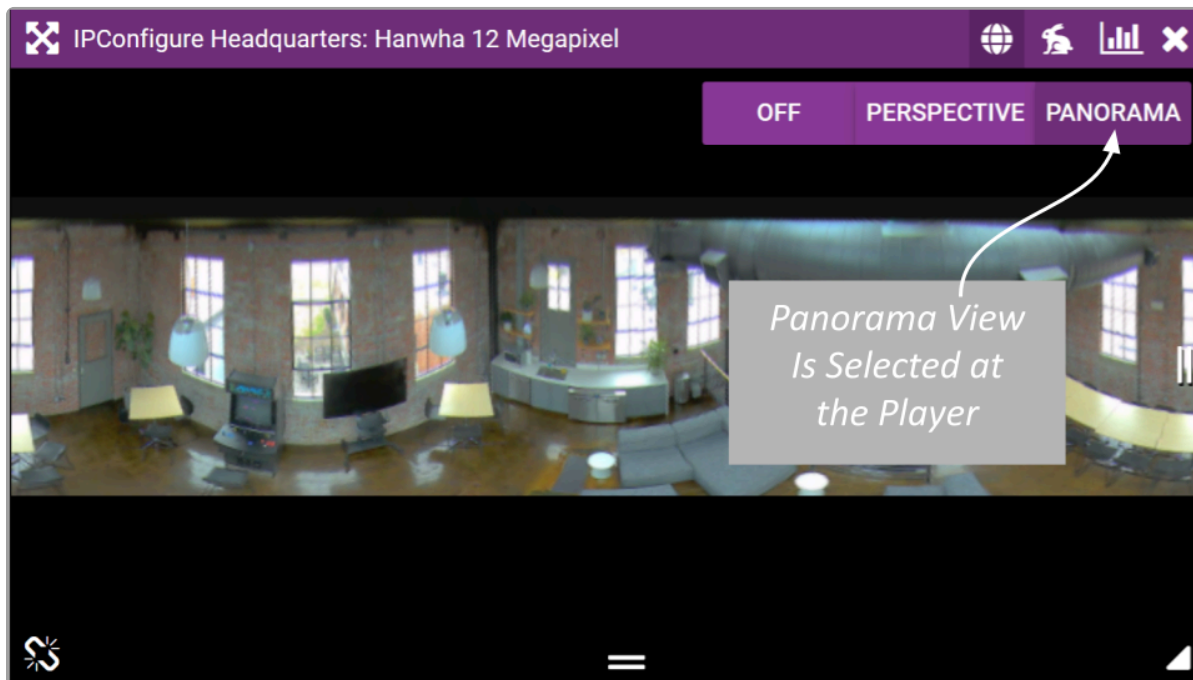 IPConfigure Headquarters: Hanwha 12 Megapixel
OFF PERSPECTIVE PANORAMA
Panorama View
Is Selected at
the Player